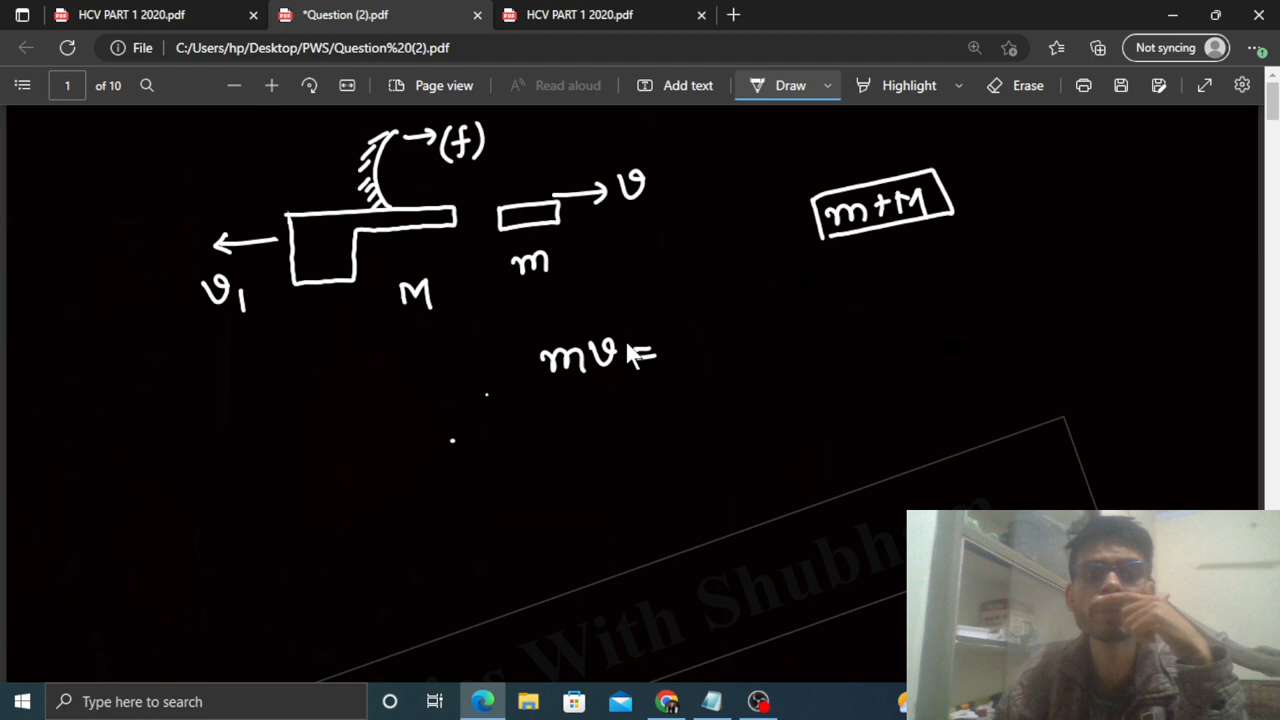 HCV PART 1 2020.pdf
*Question (2).pdf
HCV PART 1 2020.pdf
File
C:/Users/hp/Desktop/PWS/Question%20(2).pdf
Not syncing
1 of 10
Page view
Read aloud
Add text
Draw
Highlight
Erase
→(f)
v
m+M
m
v1
M
mv=
With Shubh
Type here to search